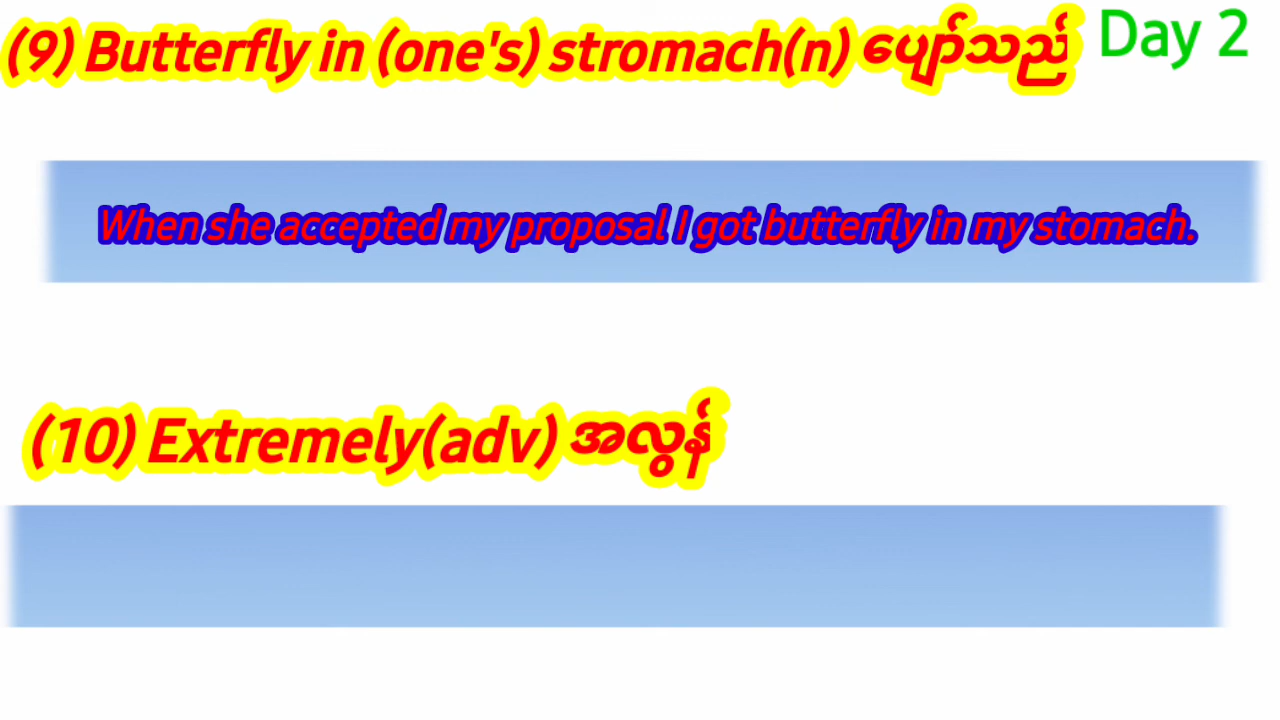 (9) Butterfly in (one's) stromach(n) ပျော်သည် Day 2
When she accepted my proposal I got butterfly in my stomach.
(10) Extremely(adv) အလွန်